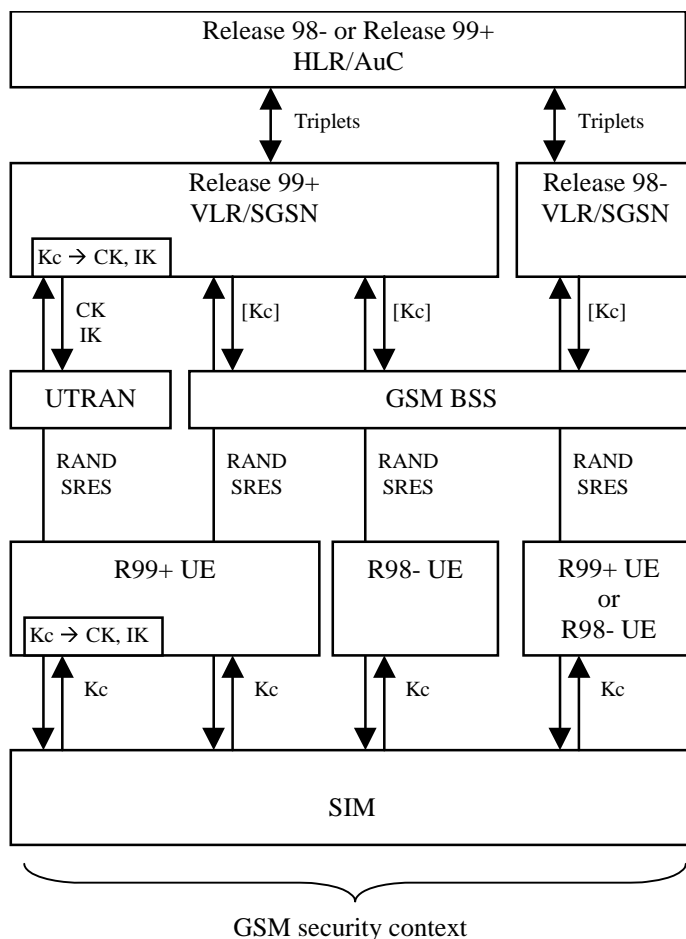 Release 98- or Release 99+
HLR/AuC
Triplets
Triplets
Release 99+
VLR/SGSN
Release 98-
VLR/SGSN
Kc → CK, IK
CK
IK
[Kc]
[Kc]
[Kc]
UTRAN
GSM BSS
RAND
SRES
RAND
SRES
RAND
SRES
RAND
SRES
R99+ UE
R98- UE
R99+ UE
or
R98- UE
Kc → CK, IK
Kc
Kc
Kc
Kc
SIM
GSM security context